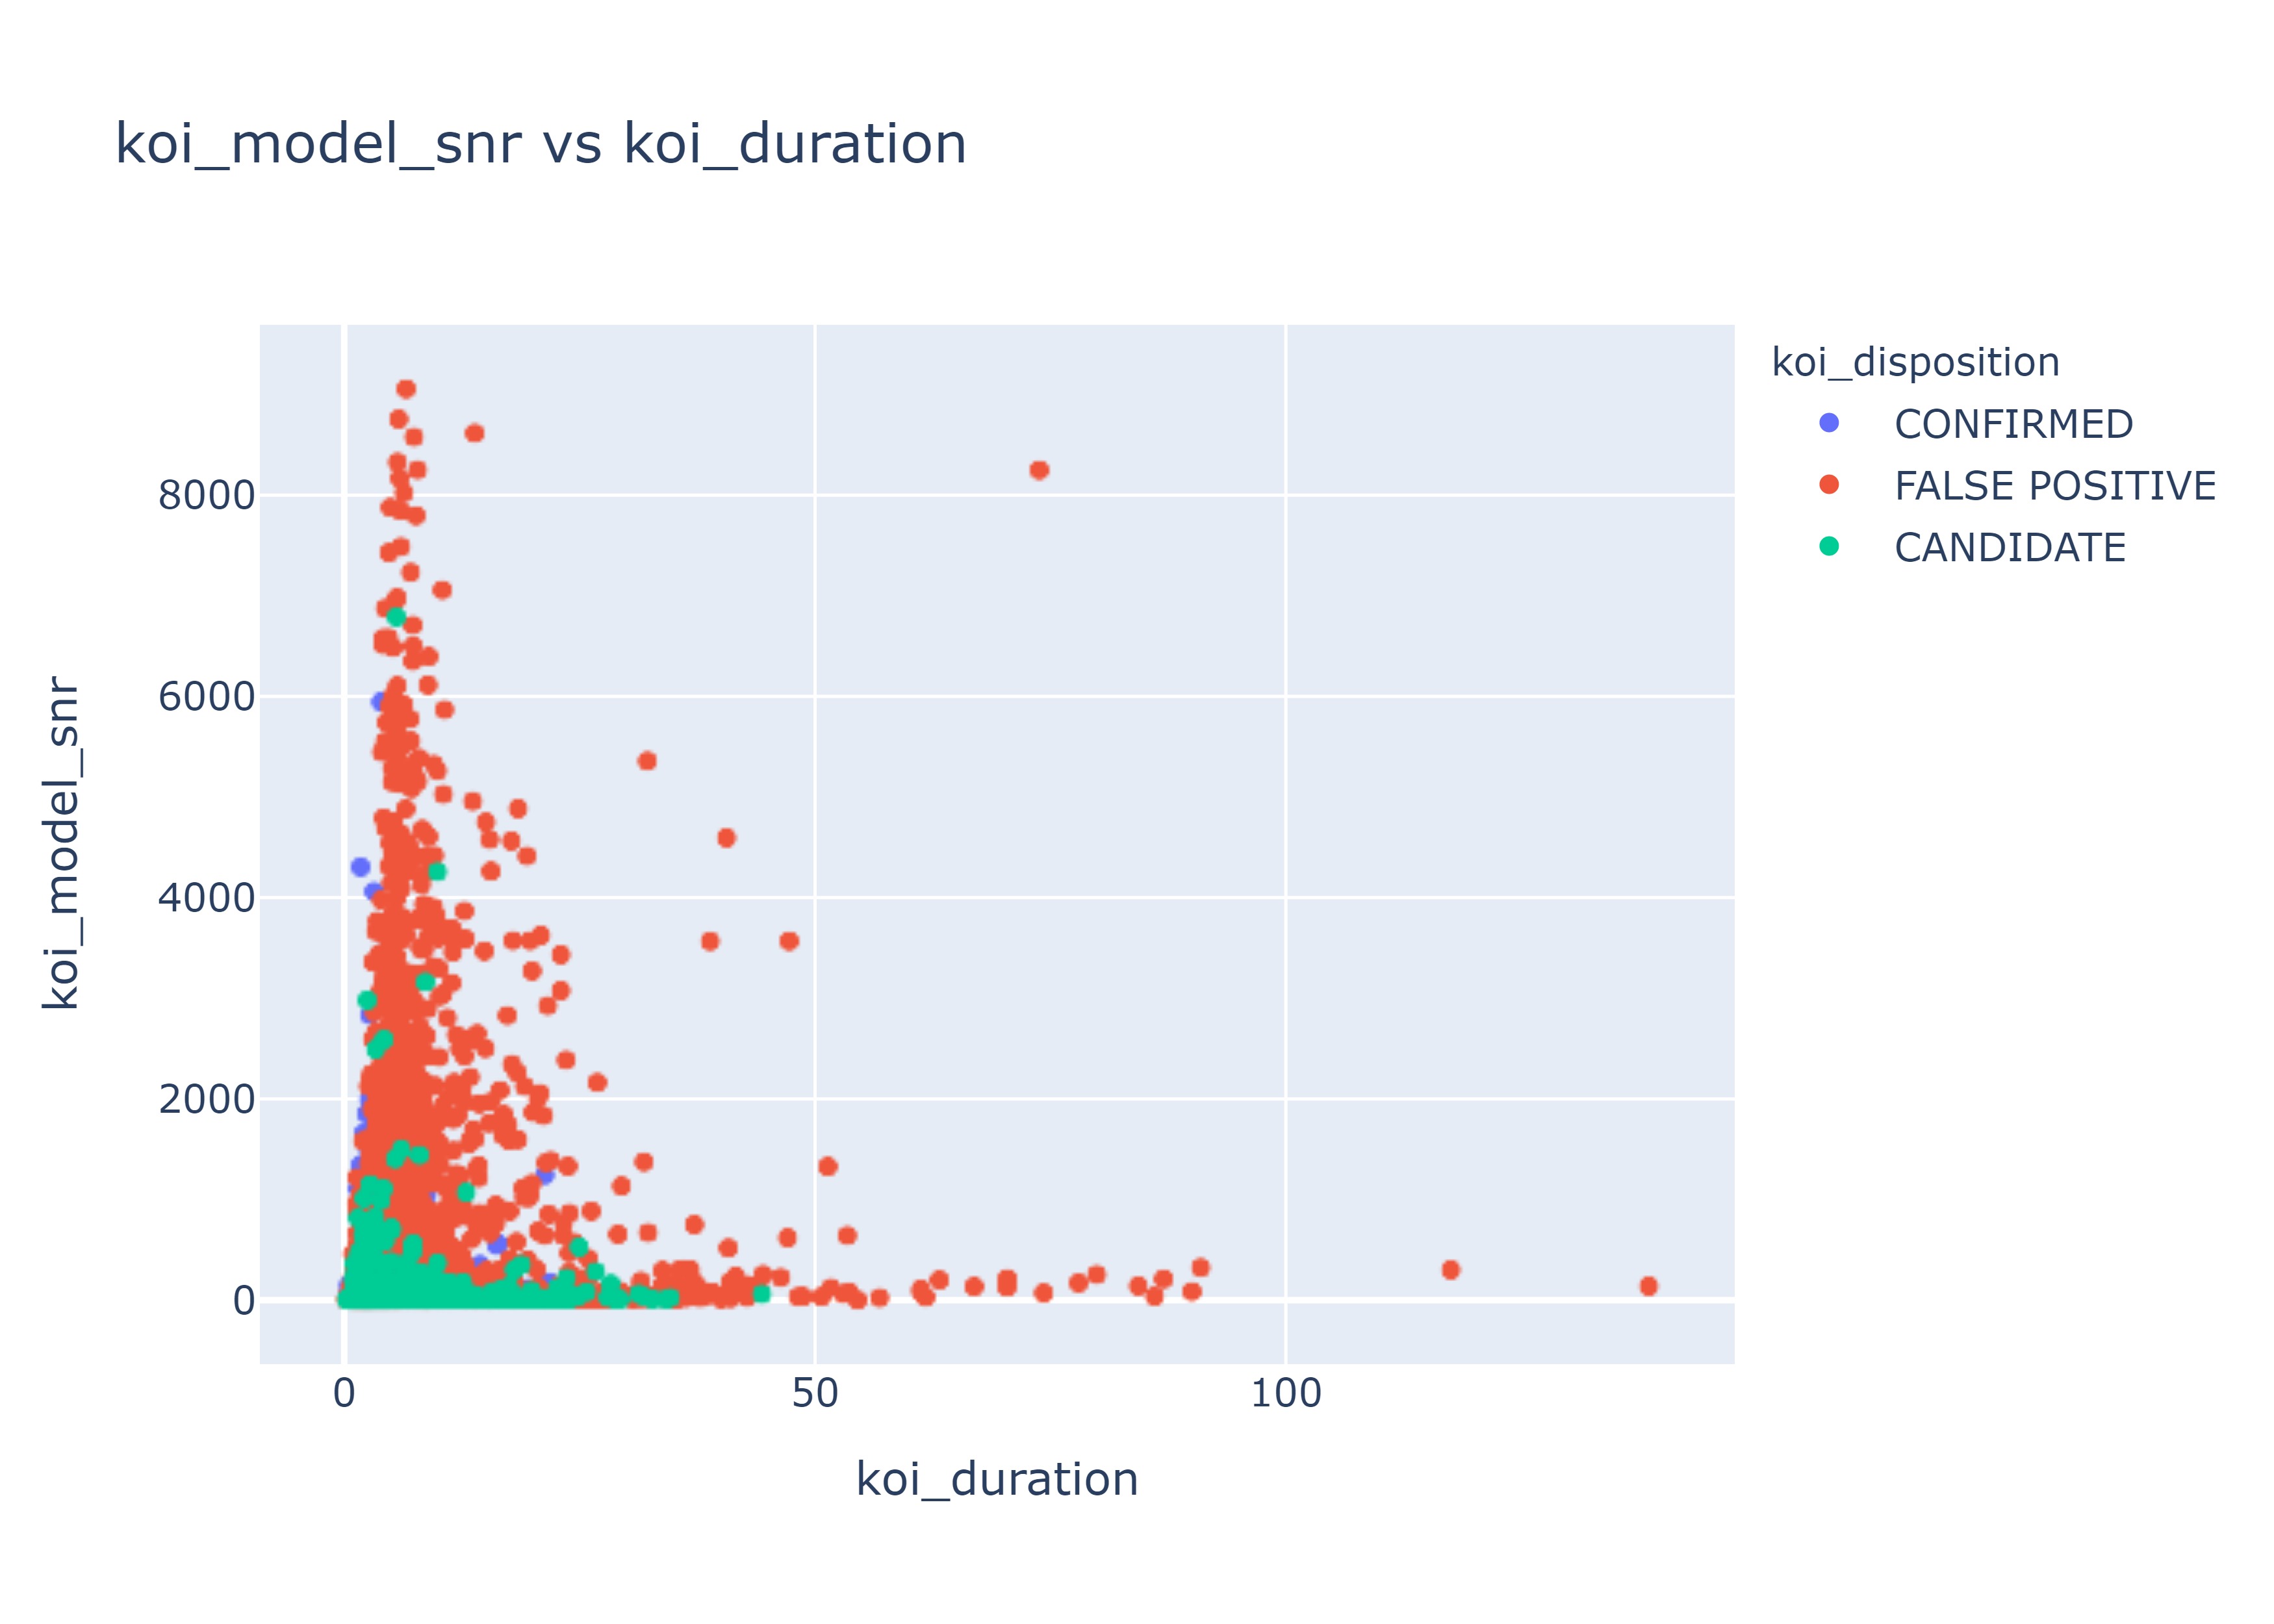 koi_model_snr vs koi_duration
koi_disposition
CONFIRMED
FALSE POSITIVE
CANDIDATE
koi_model_snr
8000
6000
4000
2000
0
0 50 100
koi_duration